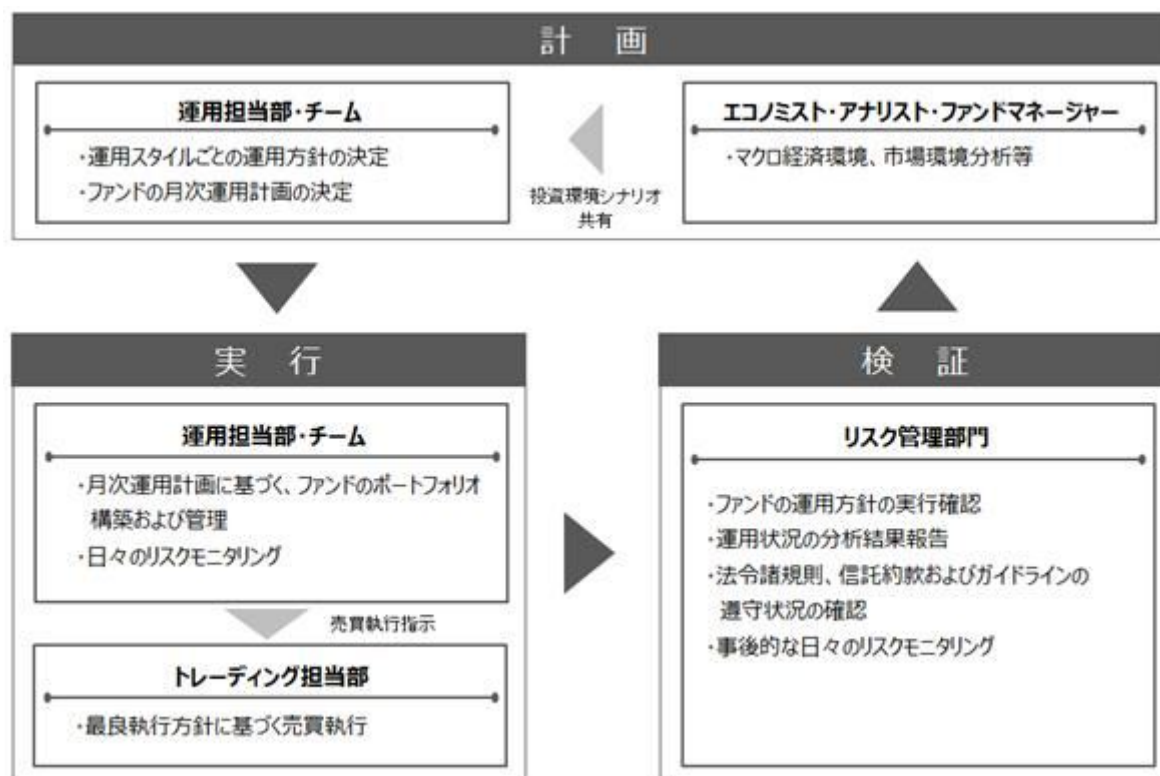 計 画
運用担当部・チーム
・運用スタイルごとの運用方針の決定
・ファンドの月次運用計画の決定
投資環境シナリオ
共有
エコノミスト・アナリスト・ファンドマネージャー
・マクロ経済環境、市場環境分析等
実 行
運用担当部・チーム
・月次運用計画に基づく、ファンドのポートフォリオ
構築および管理
・日々のリスクモニタリング
売買執行指示
トレーディング担当部
・最良執行方針に基づく売買執行
検 証
リスク管理部門
・ファンドの運用方針の実行確認
・運用状況の分析結果報告
・法令諸規則、信託約款およびガイドラインの
遵守状況の確認
・事後的な日々のリスクモニタリング